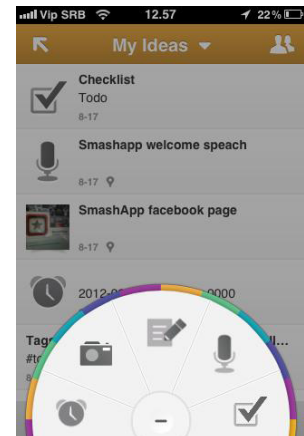 Vip SRB 12.57 22%
My Ideas
Checklist
Todo
8-17
Smashapp welcome speach
8-17
SmashApp facebook page
8-17